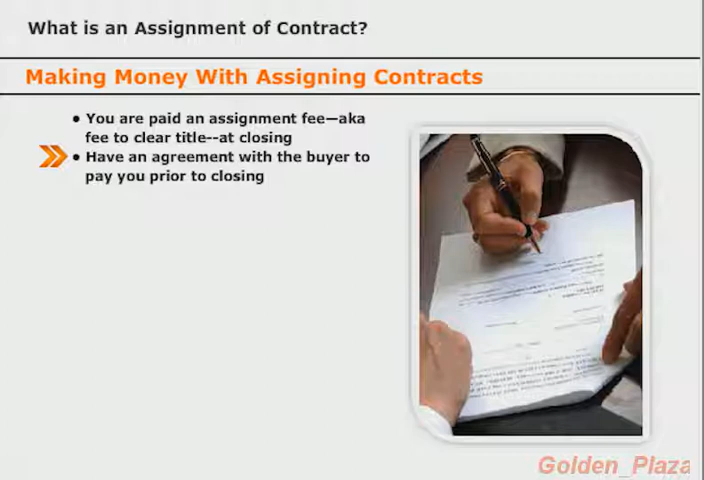 What is an Assignment of Contract?
Making Money With Assigning Contracts
• You are paid an assignment fee—aka
fee to clear title--at closing
• Have an agreement with the buyer to
pay you prior to closing
Golden_Plaza